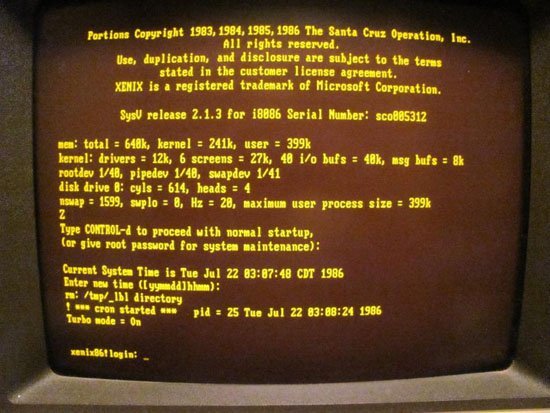 Portions Copyright 1983,1984,1985,1986 The Santa Cruz Operation, Inc.
All rights reserved.
Use, duplication, and disclosure are subject to the terms
stated in the customer license agreement.
XENIX is a registered trademark of Microsoft Corporation.
SysV release 2.1.3 for i8086 Serial Number: sco005312
mem: total = 640k, kernel = 241k, user = 399k
kernel: drivers = 12k, 6 screens = 27k, 40 i/o bufs = 40k, msg bufs = 8k
rootdev 1/40, pipedev 1/40, swapdev 1/41
disk drive 0: cyls = 614, heads = 4
nswap = 1599, swplo = 0, Hz = 20, maximum user process size = 399k
Z
Type CONTROL-d to proceed with normal startup,
(or give root password for system maintenance):
Current System Time is Tue Jul 22 03:07:48 CDT 1986
Enter new time ([yymmdd]hhmm):
rm: /tmp/_lbl directory
! *** cron started *** pid = 25 Tue Jul 22 03:08:24 1986
Turbo mode = On
xenix86!login: _